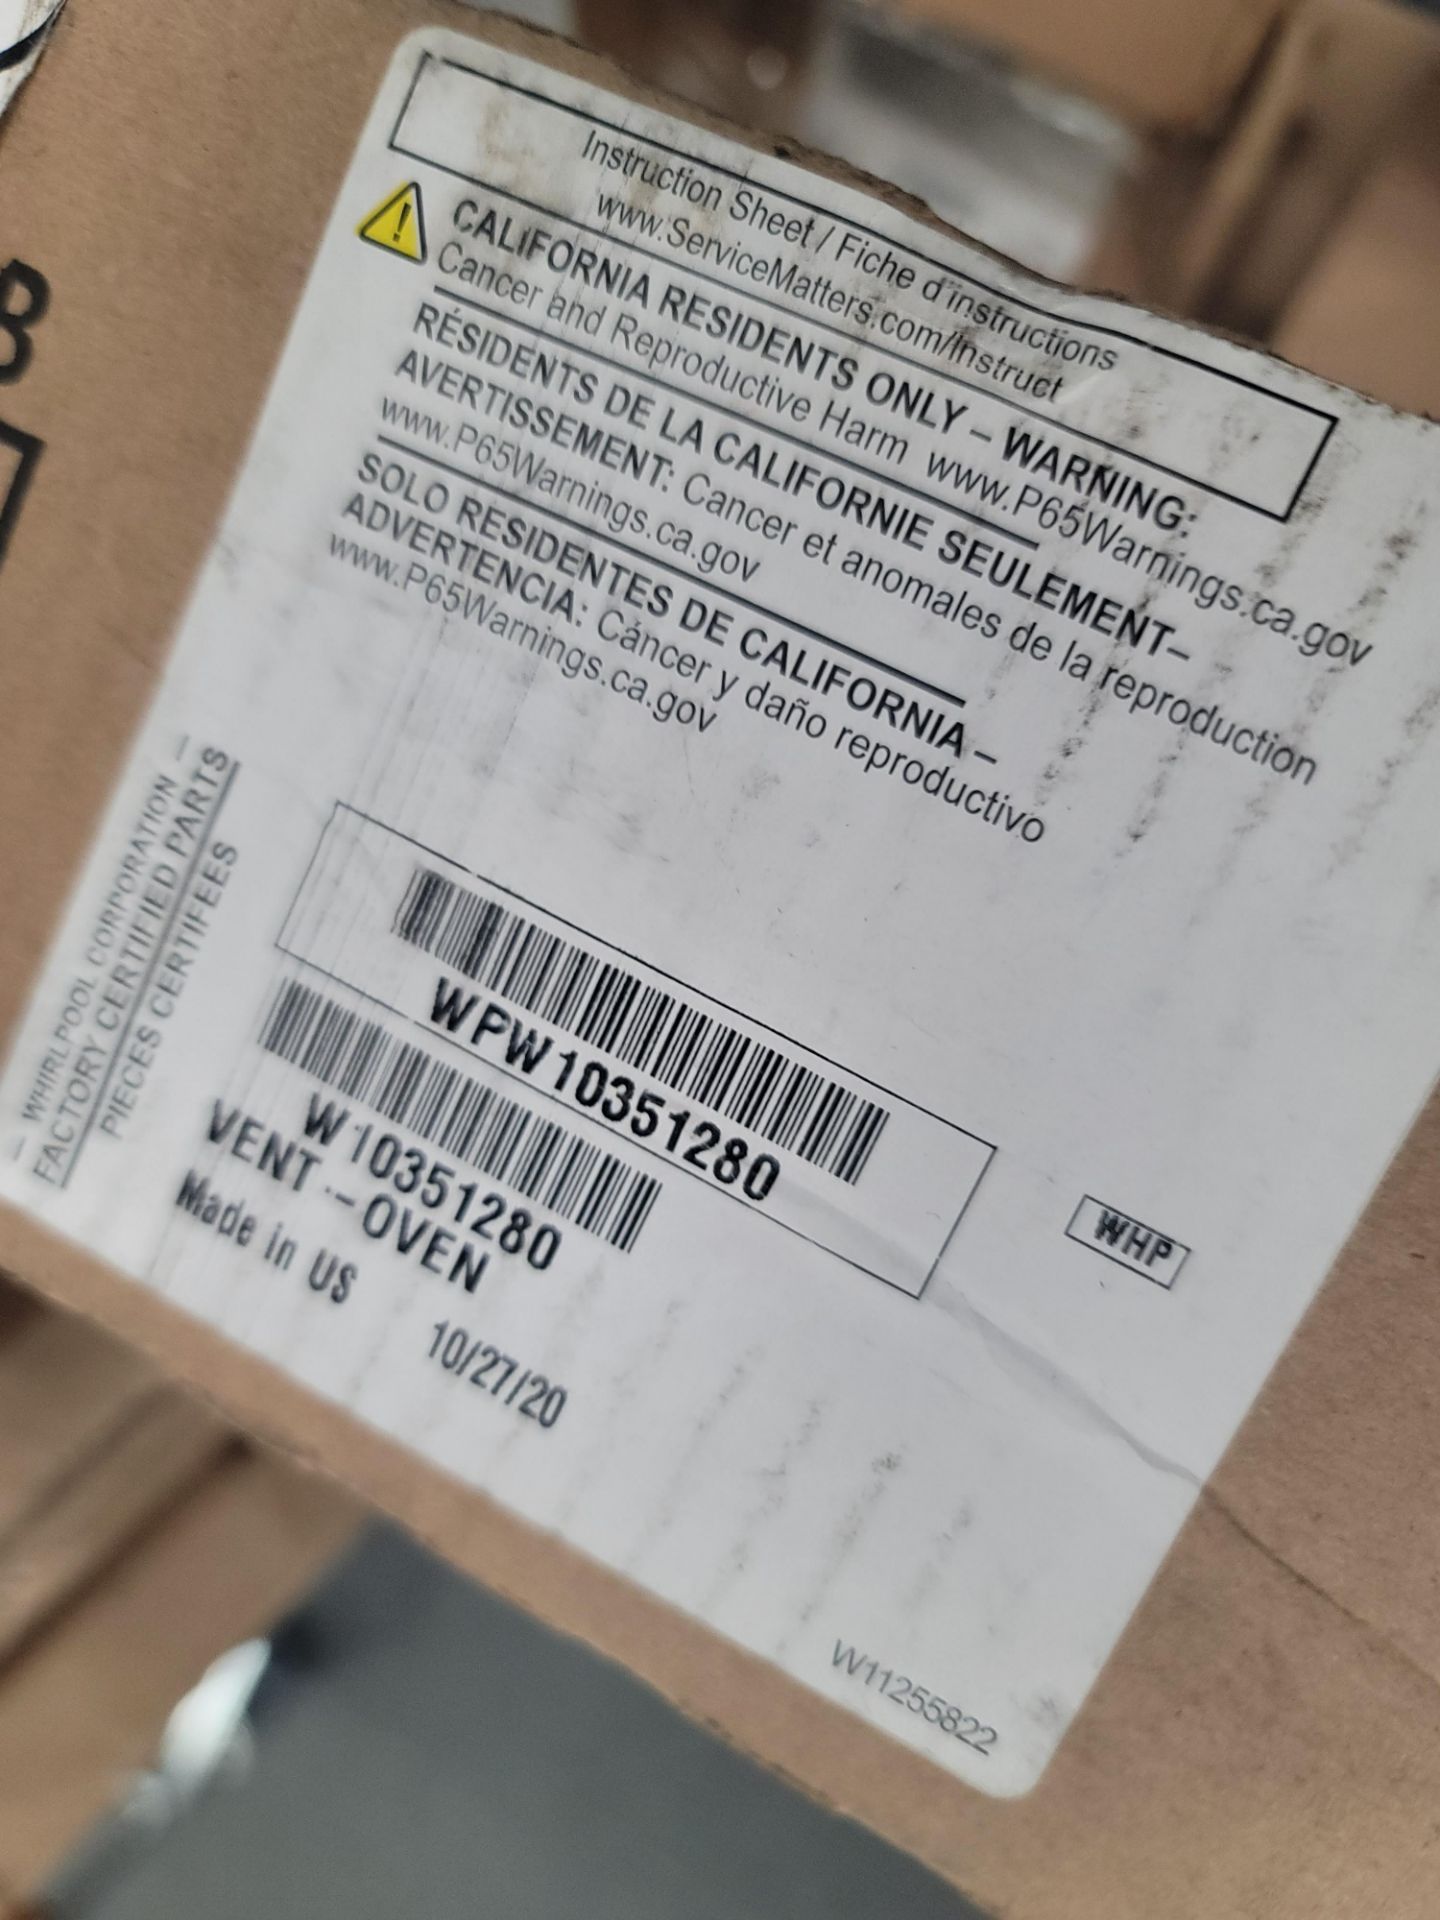 Instruction Sheet / Fiche d'instructions
www.ServiceMatters.com/Instruct
CALIFORNIA RESIDENTS ONLY – WARNING:
Cancer and Reproductive Harm www.P65Warnings.ca.gov
RÉSIDENTS DE LA CALIFORNIE SEULEMENT–
AVERTISSEMENT: Cancer et anomales de la reproduction
www.P65Warnings.ca.gov
SOLO RESIDENTES DE CALIFORNIA –
ADVERTENCIA: Cáncer y daño reproductivo
www.P65Warnings.ca.gov
– WHIRLPOOL CORPORATION –
FACTORY CERTIFIED PARTS
PIECES CERTIFEES
WPW10351280
W10351280
VENT - – OVEN
Made in US
10/27/20
WHP
W11255822
B